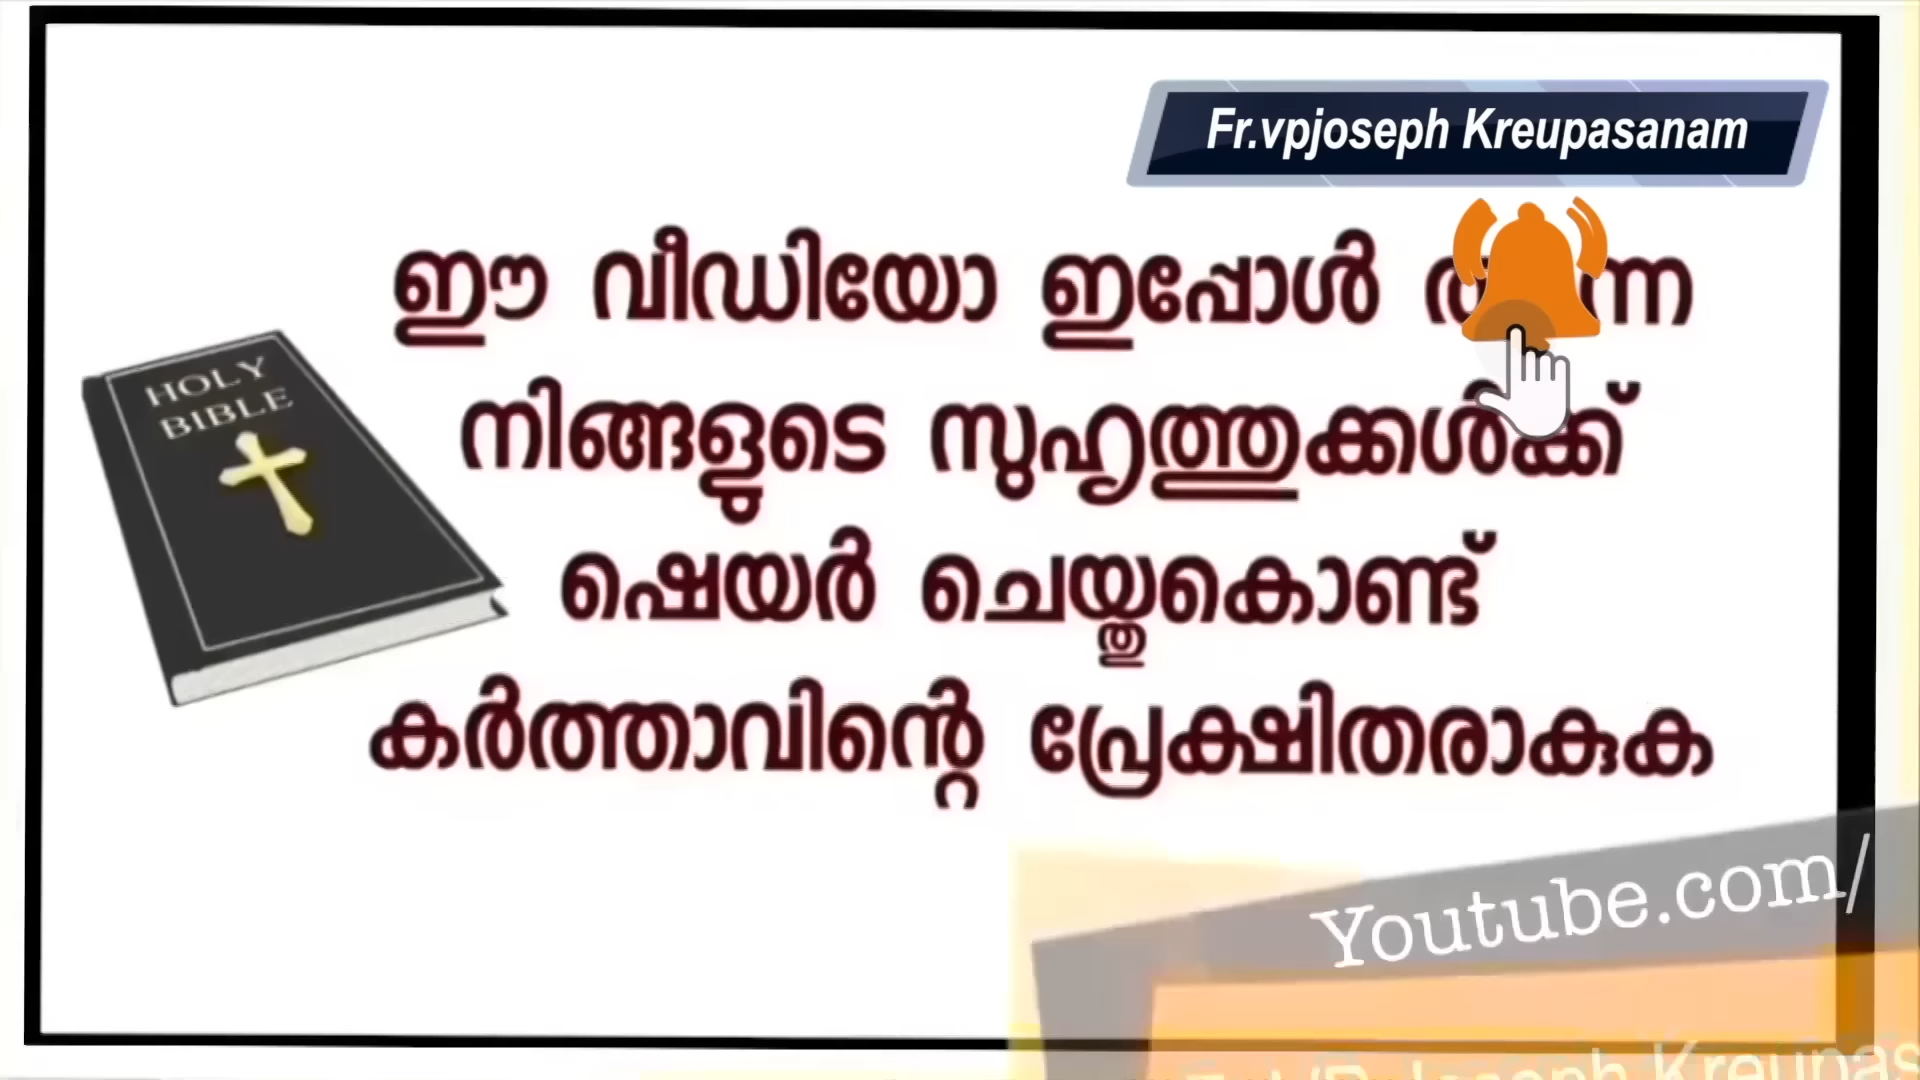 Fr.vpjoseph Kreupasanam
ഈ വീഡിയോ ഇപ്പോൾ
HOLY
BIBLE
നിങ്ങളുടെ സുഹൃത്തുക്കൾക്ക്
ഷെയർ ചെയ്തുകൊണ്ട്
കർത്താവിന്റെ പ്രേക്ഷിതരാകുക
Youtube.com/